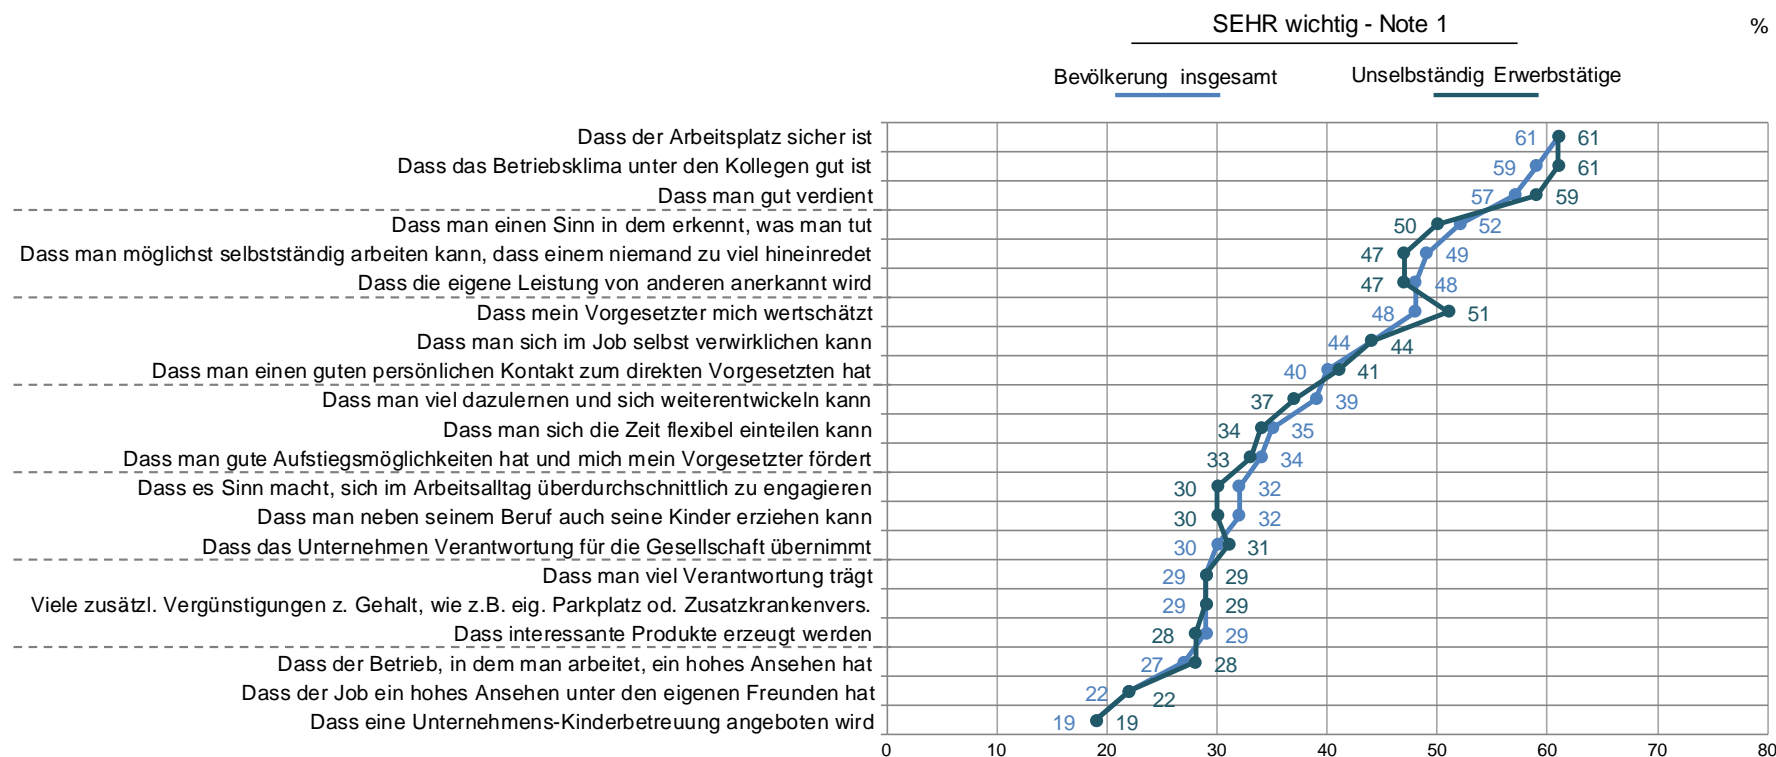 SEHR wichtig - Note 1
%
Bevölkerung insgesamt
Unselbständig Erwerbstätige
Dass der Arbeitsplatz sicher ist 61 61
Dass das Betriebsklima unter den Kollegen gut ist 59 61
Dass man gut verdient 57 59
Dass man einen Sinn in dem erkennt, was man tut 50 52
Dass man möglichst selbstständig arbeiten kann, dass einem niemand zu viel hineinredet 47 49
Dass die eigene Leistung von anderen anerkannt wird 47 48
Dass mein Vorgesetzter mich wertschätzt 48 51
Dass man sich im Job selbst verwirklichen kann 44 44
Dass man einen guten persönlichen Kontakt zum direkten Vorgesetzten hat 40 41
Dass man viel dazulernen und sich weiterentwickeln kann 37 39
Dass man sich die Zeit flexibel einteilen kann 34 35
Dass man gute Aufstiegsmöglichkeiten hat und mich mein Vorgesetzter fördert 33 34
Dass es Sinn macht, sich im Arbeitsalltag überdurchschnittlich zu engagieren 30 32
Dass man neben seinem Beruf auch seine Kinder erziehen kann 30 32
Dass das Unternehmen Verantwortung für die Gesellschaft übernimmt 30 31
Dass man viel Verantwortung trägt 29 29
Viele zusätzl. Vergünstigungen z. Gehalt, wie z.B. eig. Parkplatz od. Zusatzkrankenvers. 29 29
Dass interessante Produkte erzeugt werden 28 29
Dass der Betrieb, in dem man arbeitet, ein hohes Ansehen hat 27 28
Dass der Job ein hohes Ansehen unter den eigenen Freunden hat 22 22
Dass eine Unternehmens-Kinderbetreuung angeboten wird 19 19
0 10 20 30 40 50 60 70 80